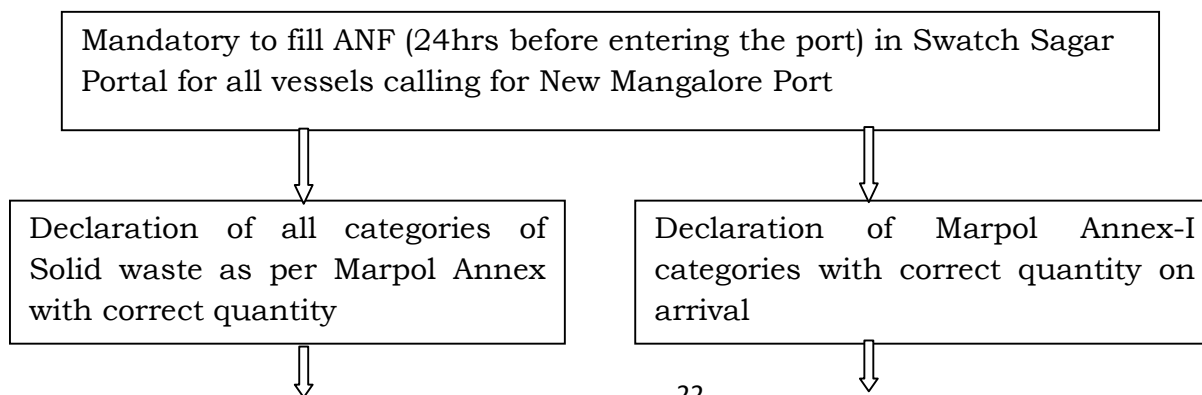 Mandatory to fill ANF (24hrs before entering the port) in Swatch Sagar
Portal for all vessels calling for New Mangalore Port
Declaration of all categories of
Solid waste as per Marpol Annex
with correct quantity
Declaration of Marpol Annex-I
categories with correct quantity on
arrival
22